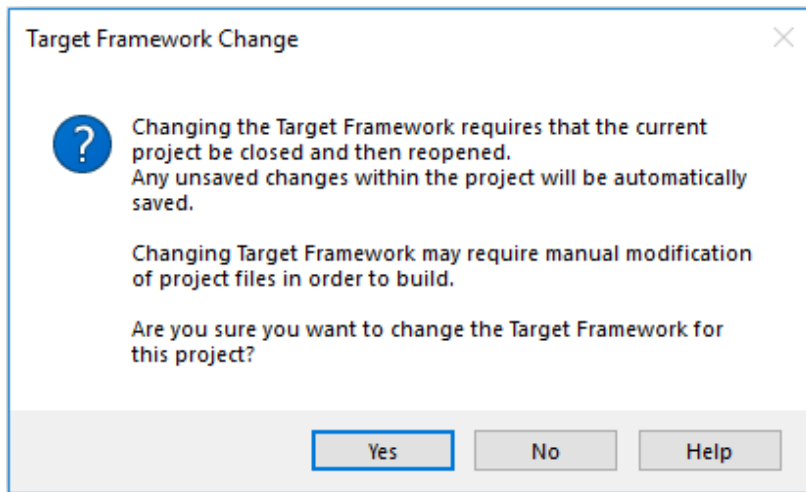 Target Framework Change
?
Changing the Target Framework requires that the current
project be closed and then reopened.
Any unsaved changes within the project will be automatically
saved.
Changing Target Framework may require manual modification
of project files in order to build.
Are you sure you want to change the Target Framework for
this project?
Yes No Help